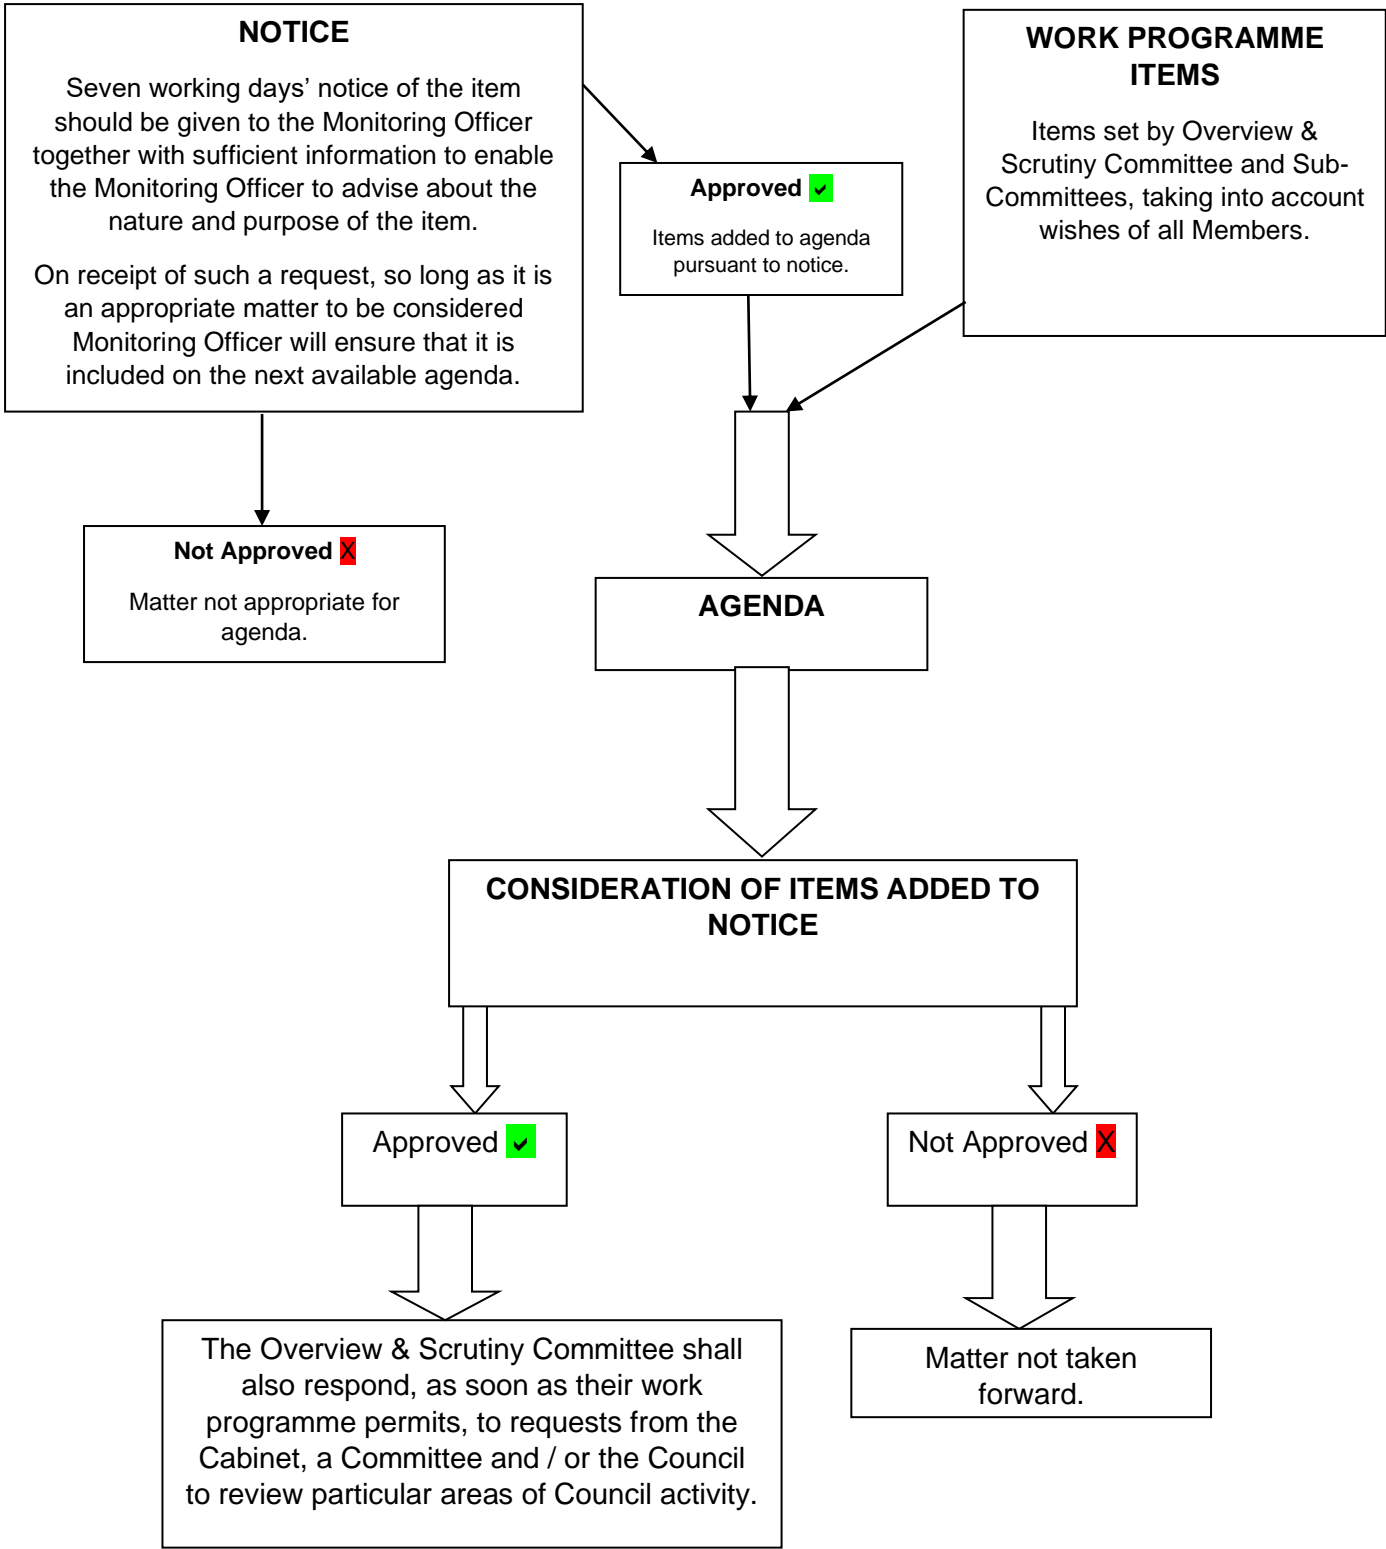 NOTICE
Seven working days’ notice of the item
should be given to the Monitoring Officer
together with sufficient information to enable
the Monitoring Officer to advise about the
nature and purpose of the item.
On receipt of such a request, so long as it is
an appropriate matter to be considered
Monitoring Officer will ensure that it is
included on the next available agenda.
WORK PROGRAMME
ITEMS
Items set by Overview &
Scrutiny Committee and Sub-
Committees, taking into account
wishes of all Members.
Approved ✓
Items added to agenda
pursuant to notice.
Not Approved X
Matter not appropriate for
agenda.
AGENDA
CONSIDERATION OF ITEMS ADDED TO
NOTICE
Approved ✓
Not Approved X
The Overview & Scrutiny Committee shall
also respond, as soon as their work
programme permits, to requests from the
Cabinet, a Committee and / or the Council
to review particular areas of Council activity.
Matter not taken
forward.